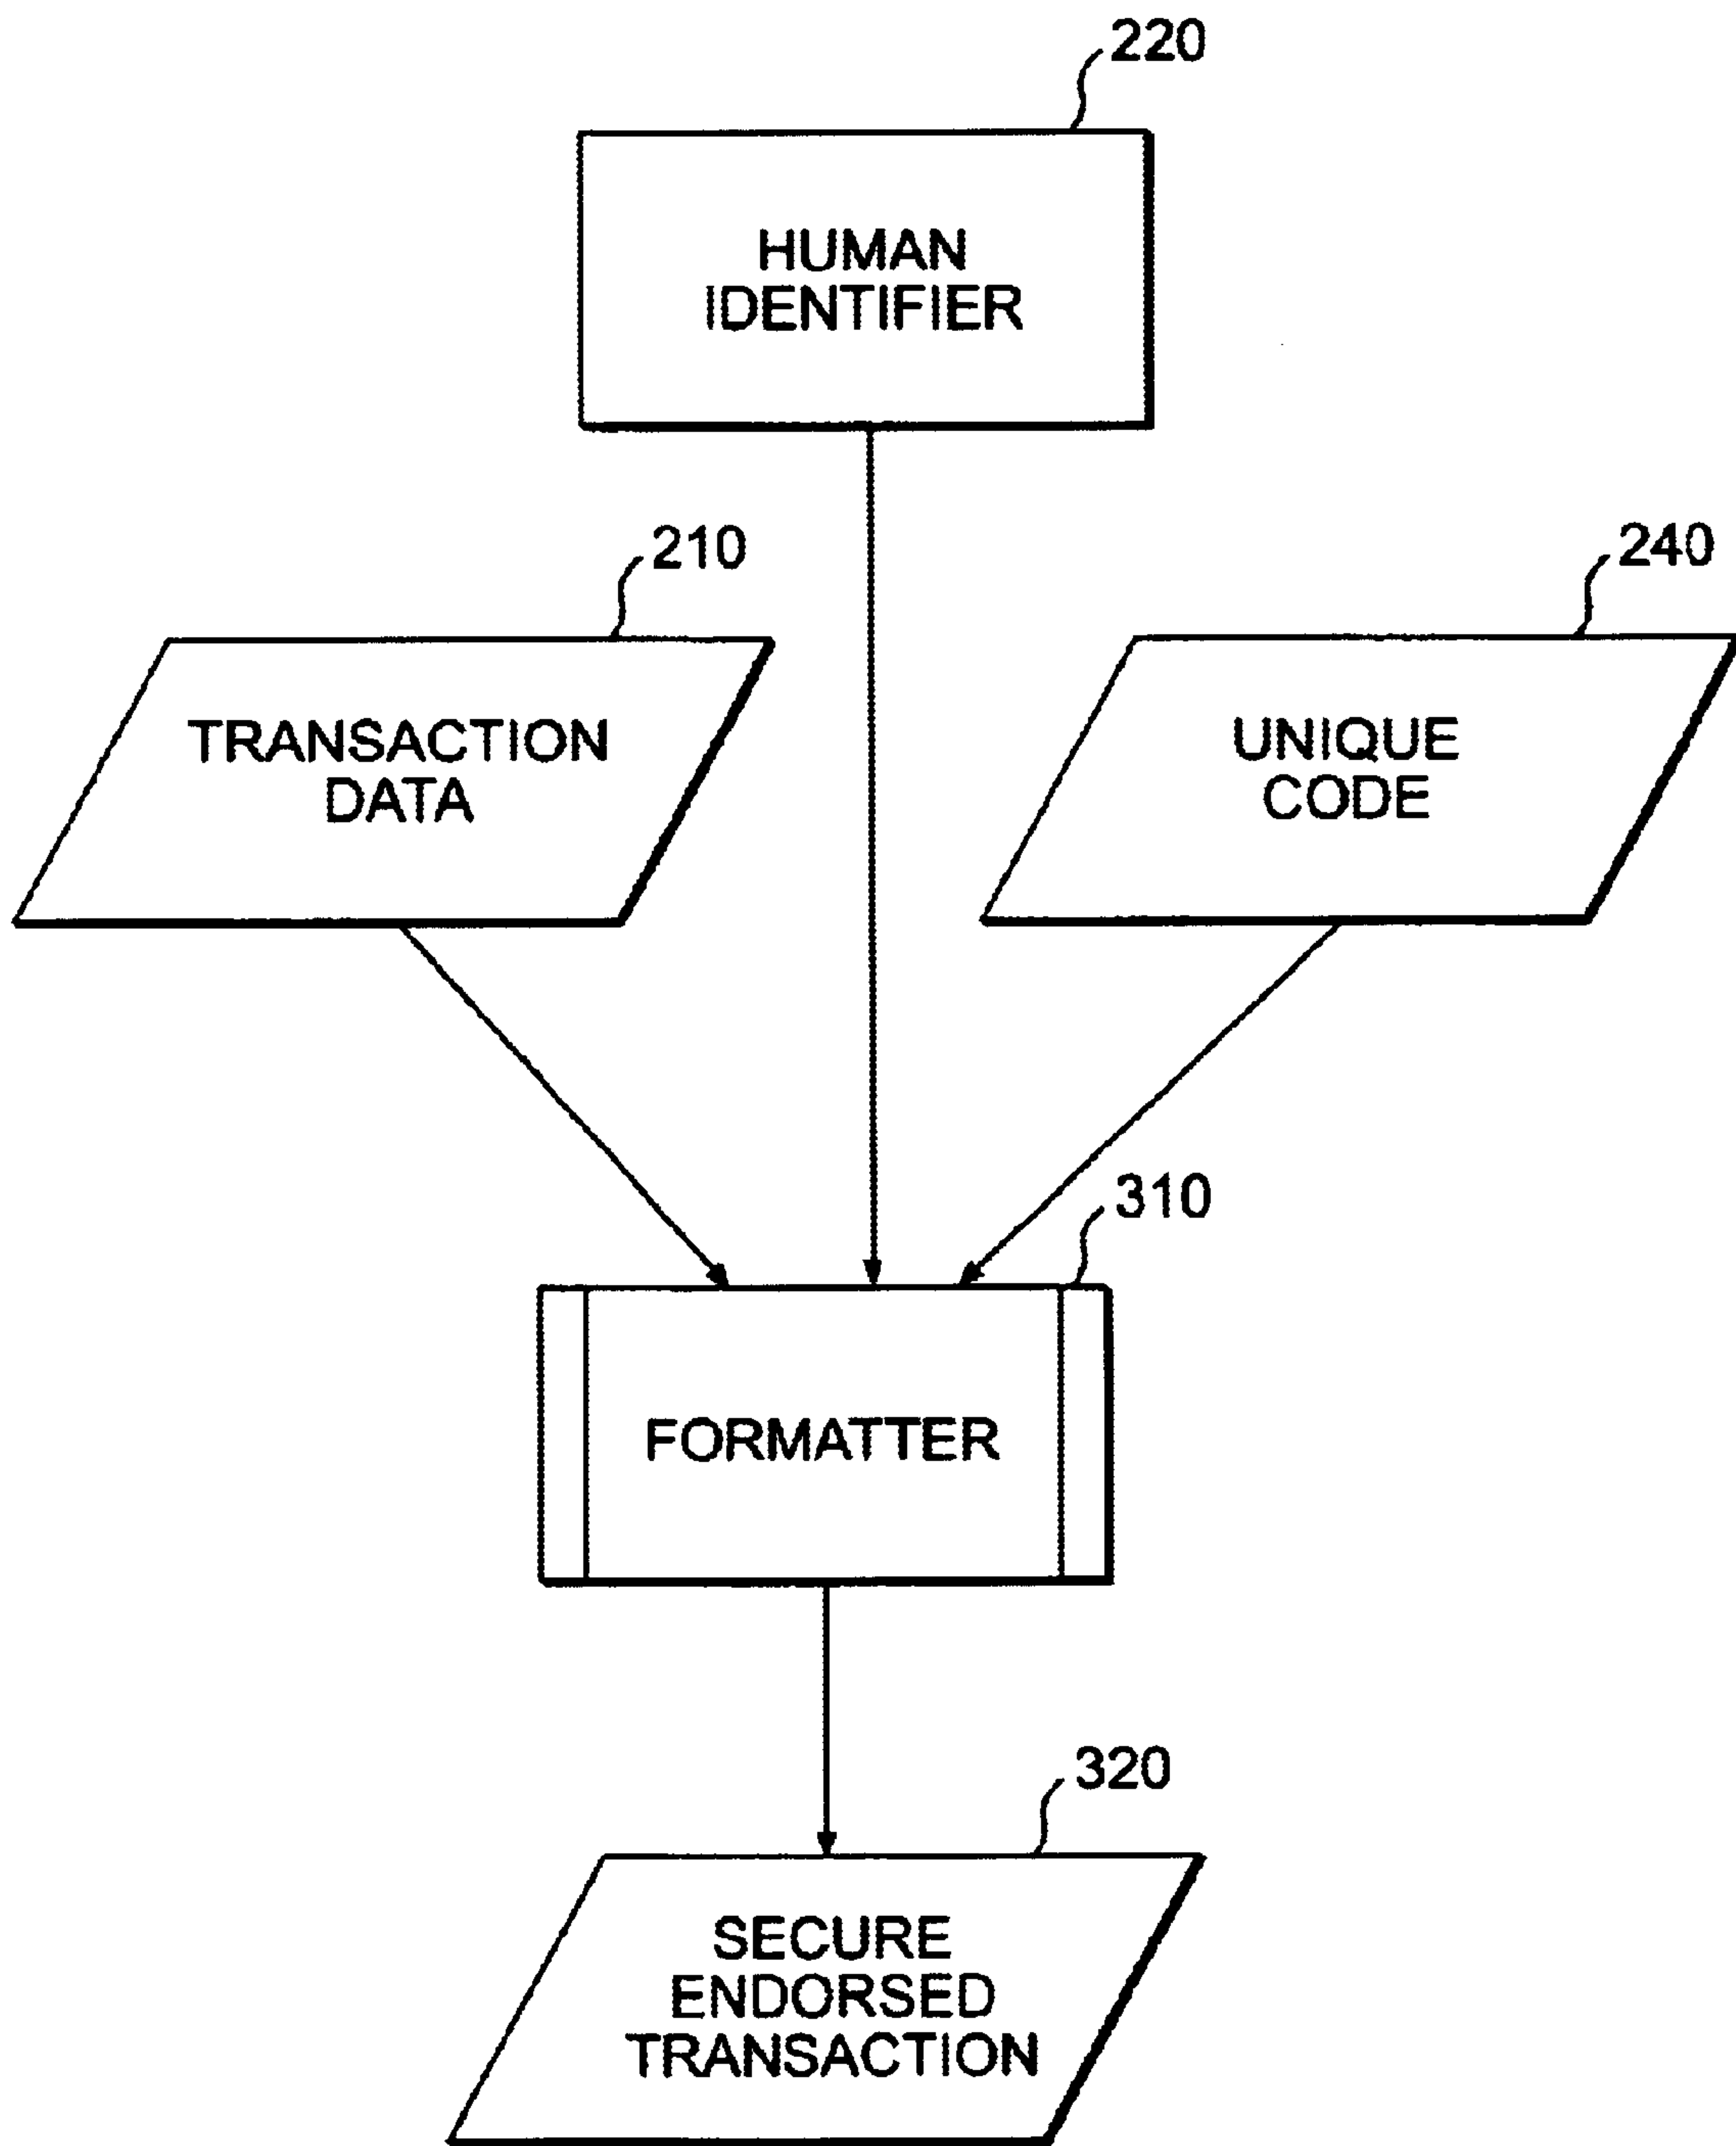 220
HUMAN
IDENTIFIER
210
240
TRANSACTION
DATA
UNIQUE
CODE
310
FORMATTER
320
SECURE
ENDORSED
TRANSACTION